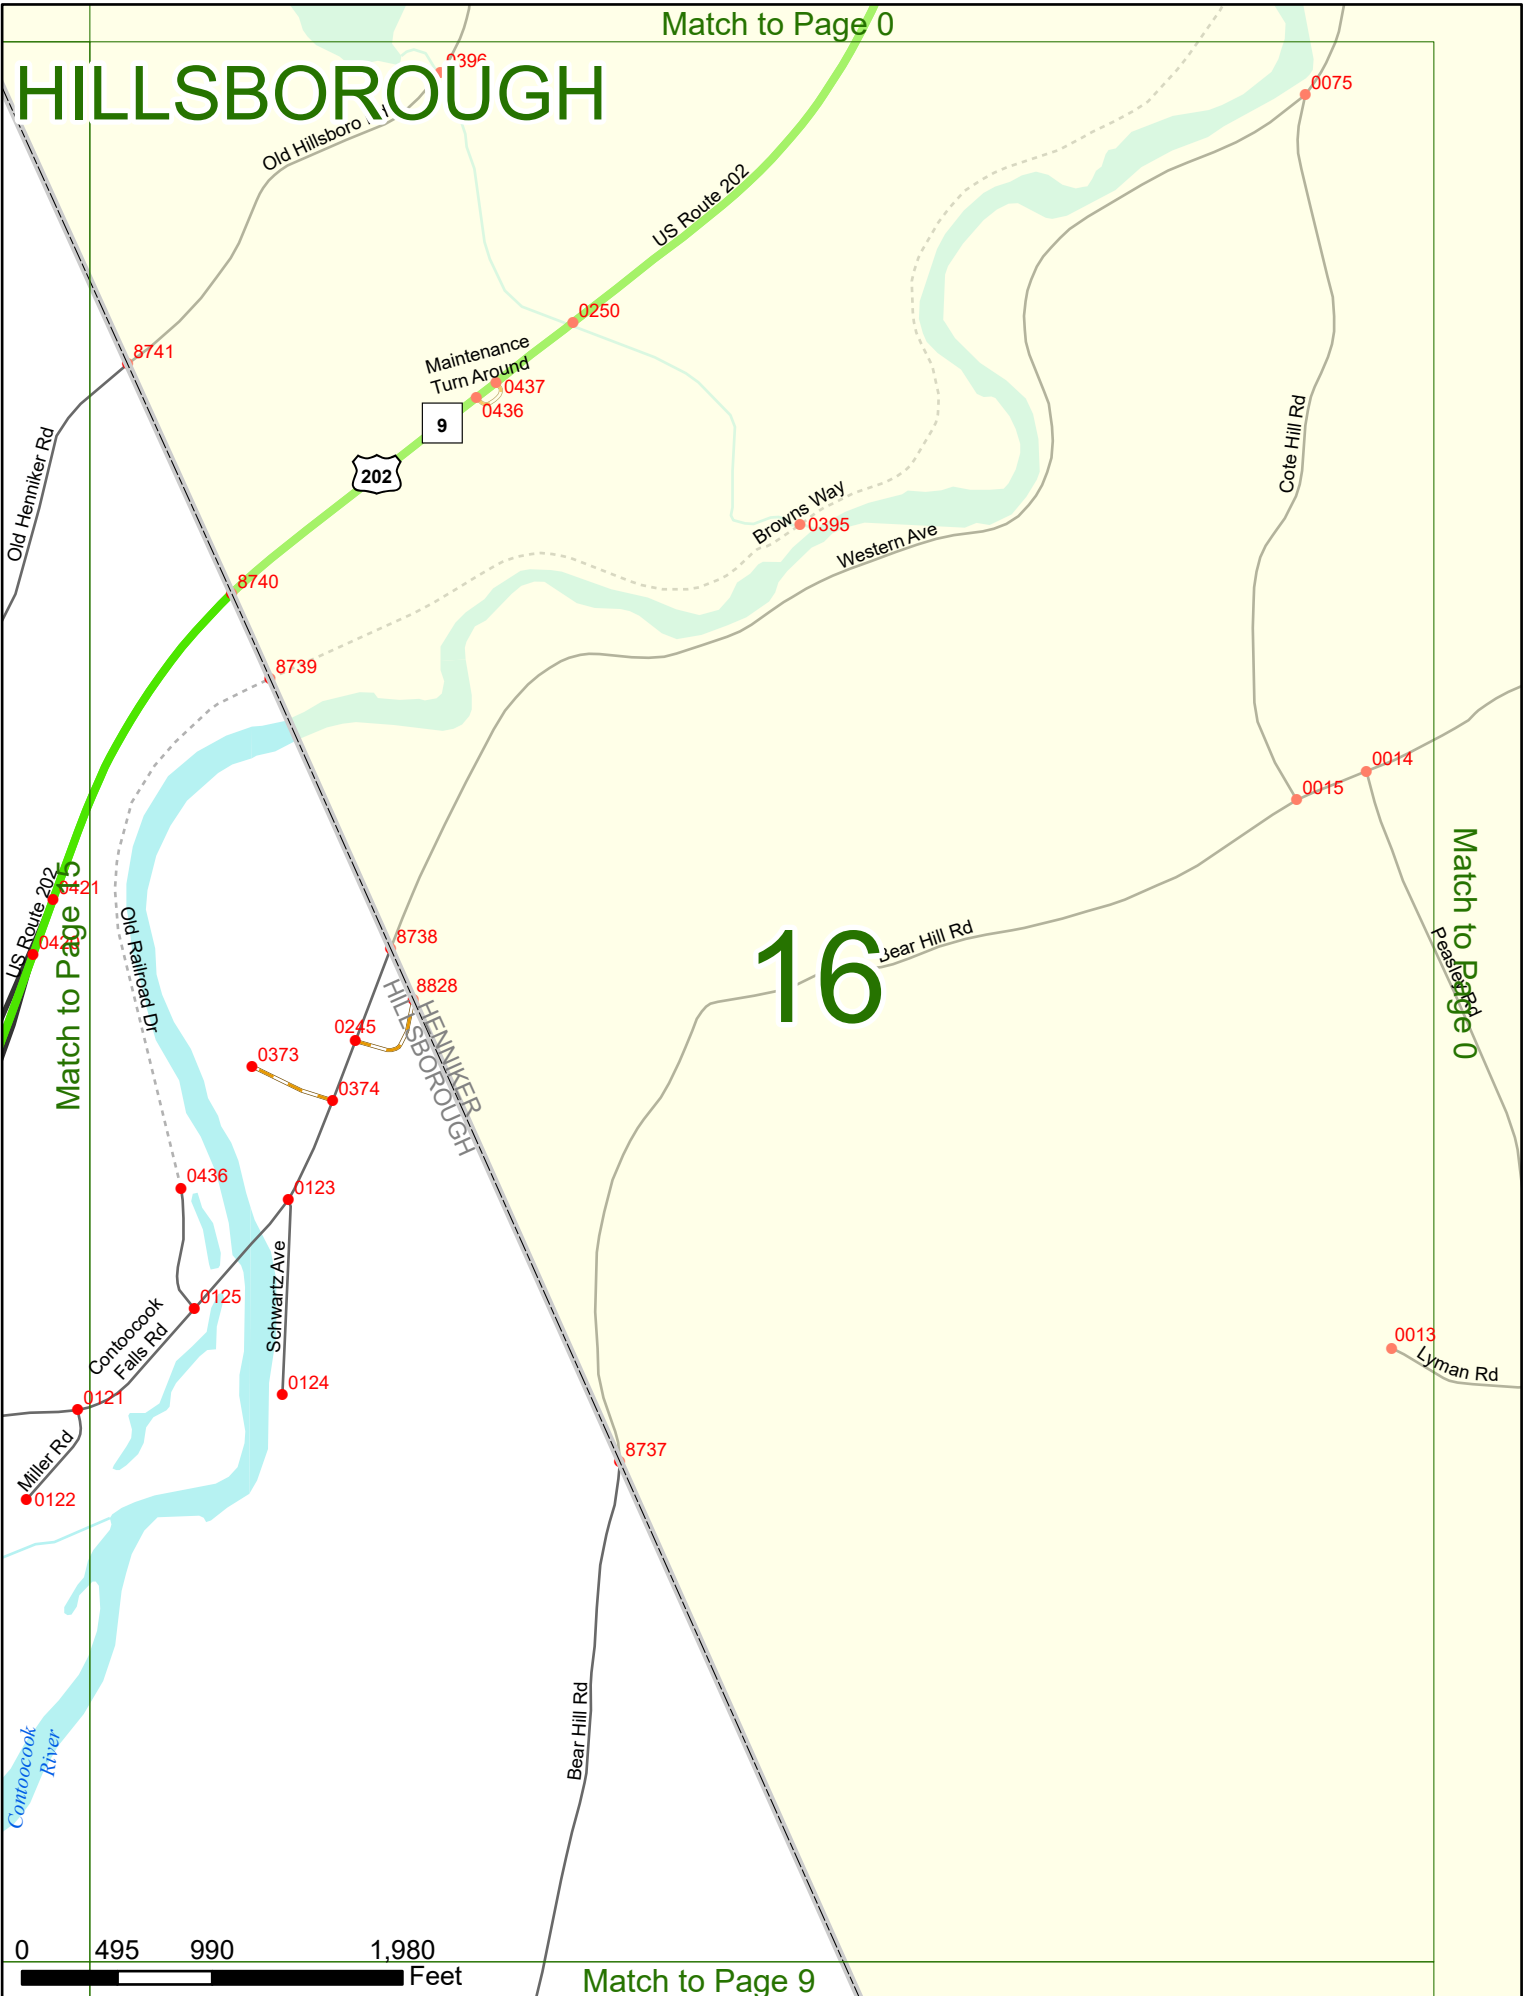 Match to Page 0
HILLSBOROUGH
0396
0075
Old Hillsboro
US Route 202
0250
8741
Maintenance
Turn Around
0437
0436
9
202
Cote Hill Rd
Old Henniker Rd
Browns Way
0395
Western Ave
8740
8739
0014
0015
Match to Page 15
US Route 202
0421
0420
Old Railroad Dr
Match to Page 0
Peasley Rd
16
Bear Hill Rd
8738
8828
HENNIKER
HILLSBOROUGH
0245
0373
0374
0436
0123
Schwartz Ave
0125
Contoocook
Falls Rd
0013
Lyman Rd
0124
0121
Miller Rd
0122
8737
Bear Hill Rd
Contoocook
River
0 495 990 1,980
Feet
Match to Page 9